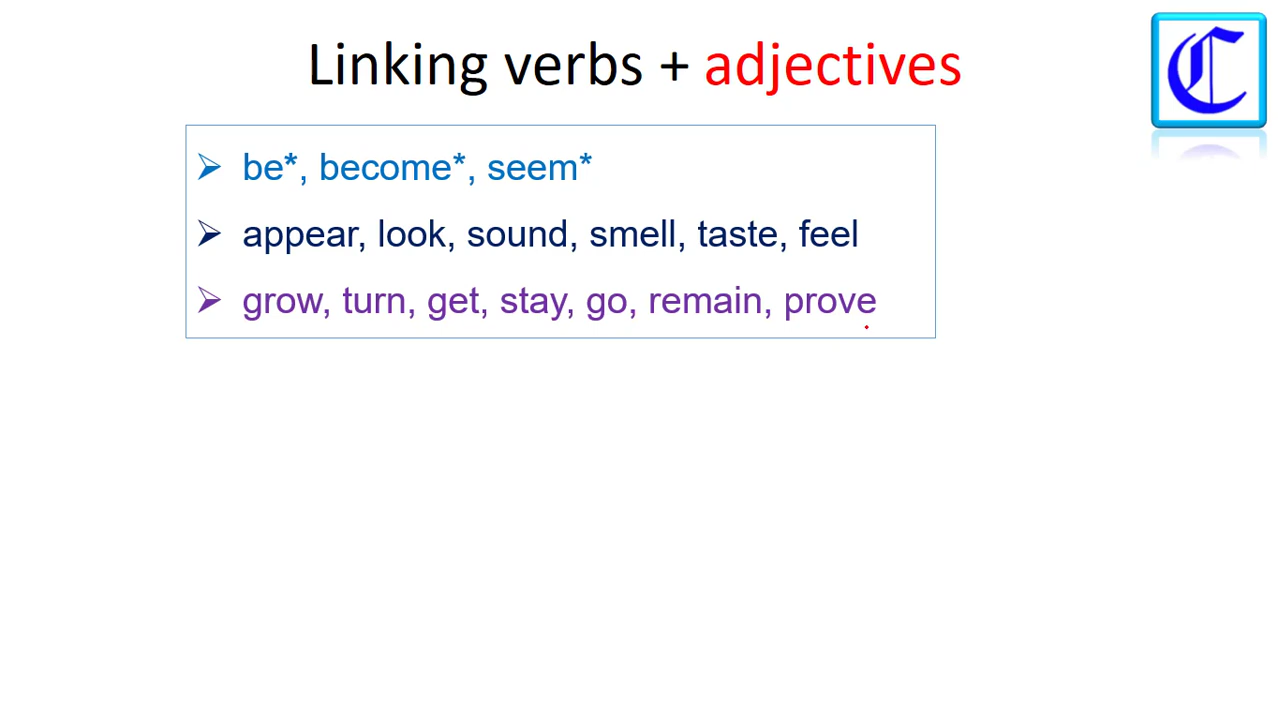 Linking verbs + adjectives
C
➢ be*, become*, seem*
➢ appear, look, sound, smell, taste, feel
➢ grow, turn, get, stay, go, remain, prove